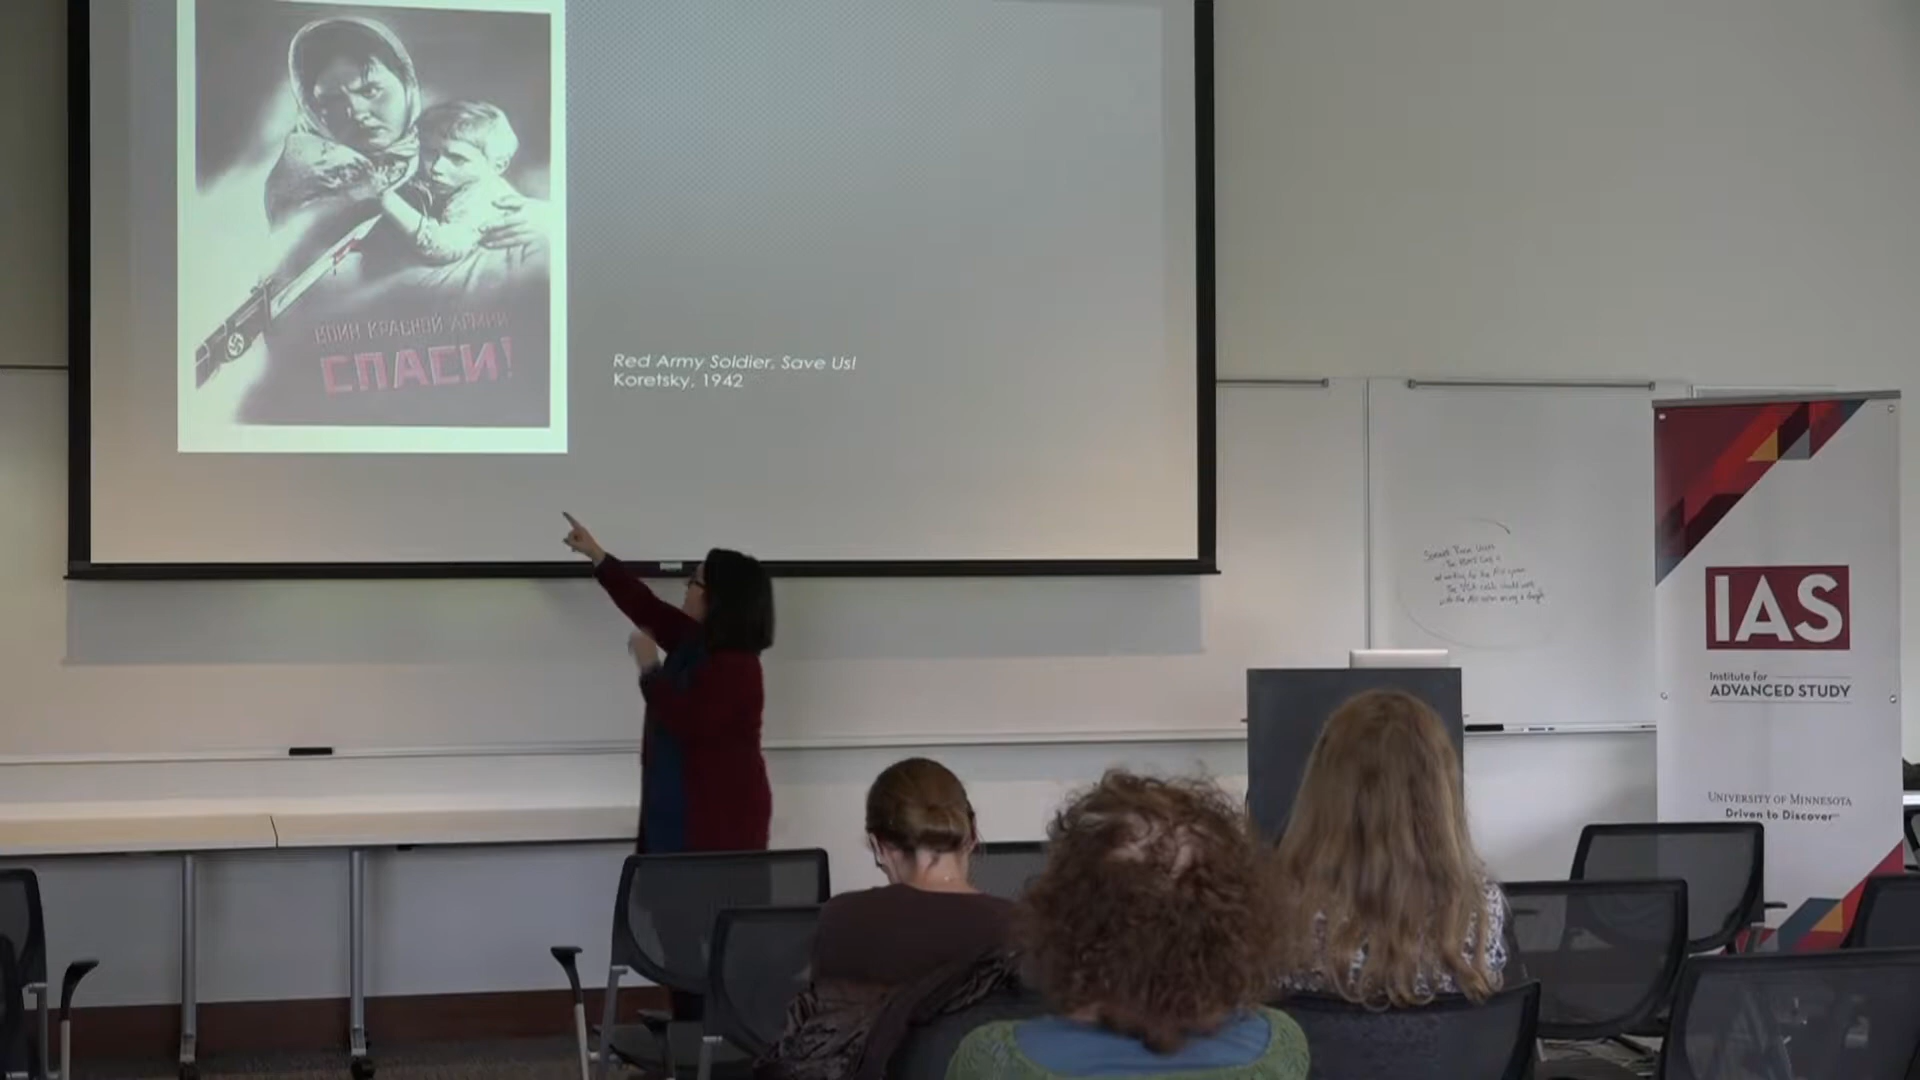 ВОИН КРАСНОЙ АРМИИ
СПАСИ!
Red Army Soldier, Save Us!
Koretsky, 1942
IAS
Institute for
ADVANCED STUDY
UNIVERSITY OF MINNESOTA
Driven to Discover